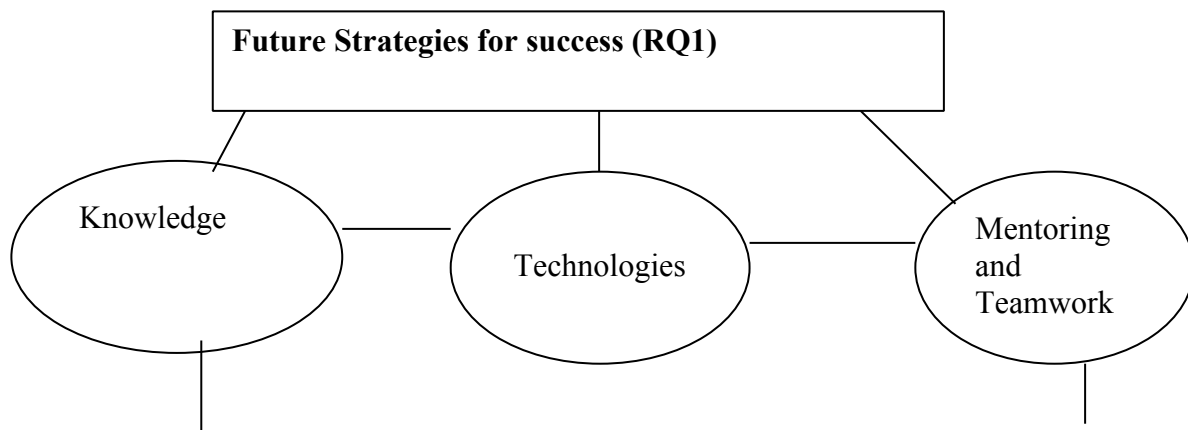 Future Strategies for success (RQ1)
Knowledge
Technologies
Mentoring
and
Teamwork